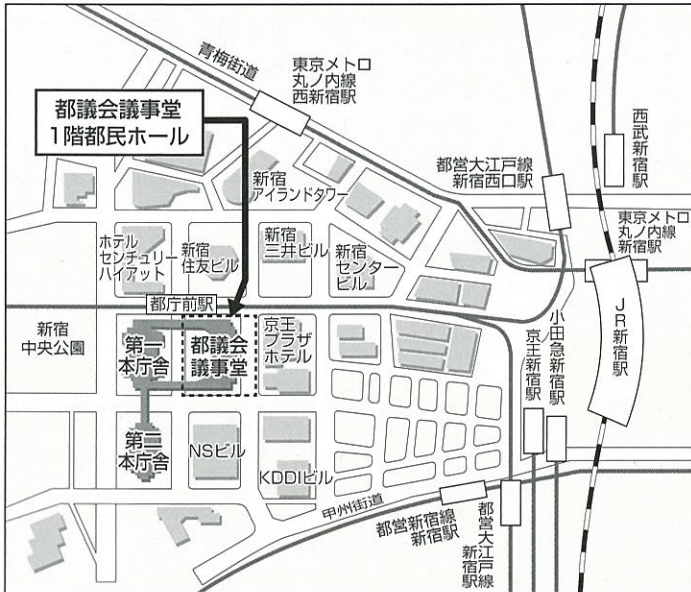 青梅街道
東京メトロ
丸ノ内線
西新宿駅
都議会議事堂
1階都民ホール
西武新宿駅
都営大江戸線
新宿西口駅
新宿
アイランドタワー
東京メトロ
丸ノ内線
新宿駅
ホテル
センチュリー
ハイアット
新宿
住友ビル
新宿
三井ビル
新宿
センター
ビル
都庁前駅
JR新宿駅
小田急新宿駅
京王新宿駅
新宿
中央公園
第一
本庁舎
都議会
議事堂
京王
プラザ
ホテル
第二
本庁舎
NSビル
KDDIビル
甲州街道
都営新宿線
新宿駅
都営大江戸線
新宿駅